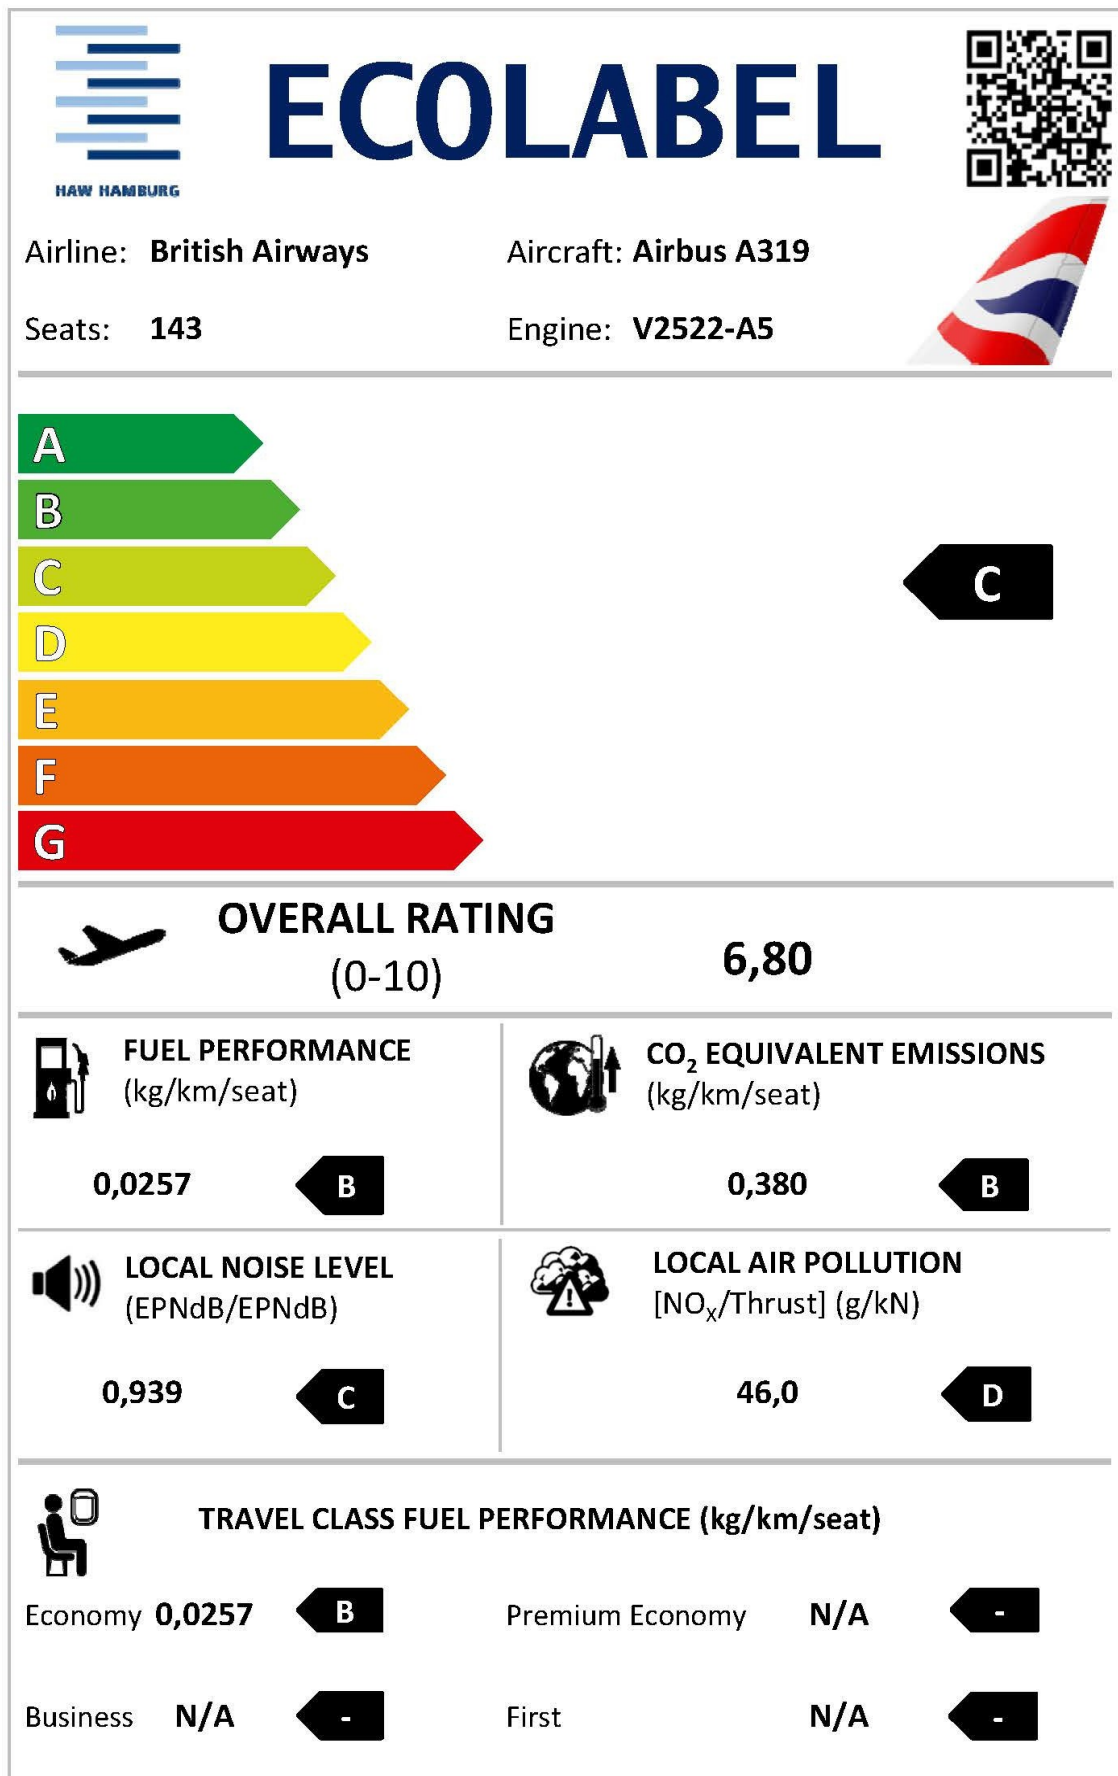 HAW HAMBURG
ECOLABEL
Airline: British Airways Aircraft: Airbus A319
Seats: 143 Engine: V2522-A5
A
B
C
C
D
E
F
G
OVERALL RATING
(0-10)
6,80
FUEL PERFORMANCE
(kg/km/seat)
0,0257 B
CO₂ EQUIVALENT EMISSIONS
(kg/km/seat)
0,380 B
LOCAL NOISE LEVEL
(EPNdB/EPNdB)
0,939 C
LOCAL AIR POLLUTION
[NOₓ/Thrust] (g/kN)
46,0 D
TRAVEL CLASS FUEL PERFORMANCE (kg/km/seat)
Economy 0,0257 B Premium Economy N/A -
Business N/A - First N/A -